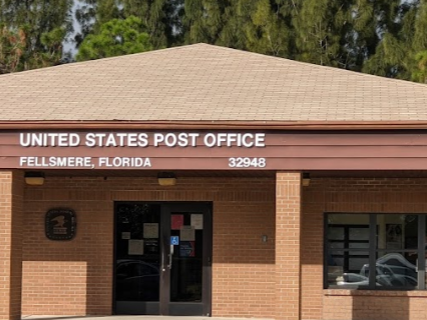 UNITED STATES POST OFFICE
FELLSMERE, FLORIDA 32948